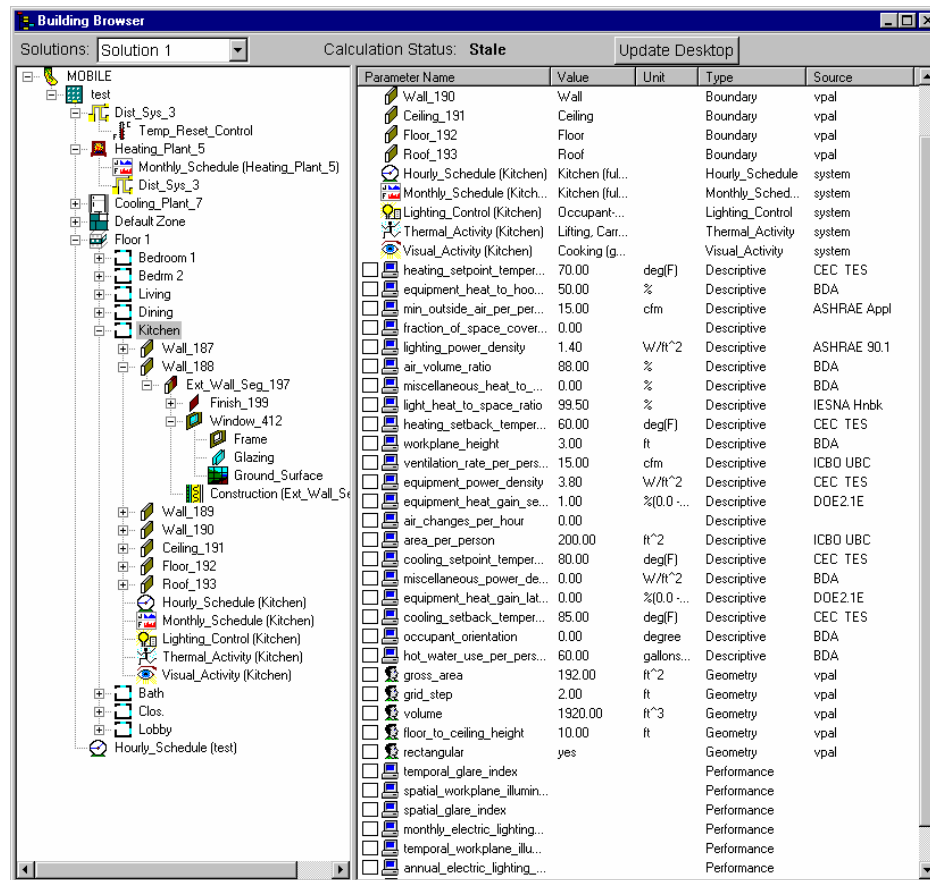 Building Browser
Solutions: Solution 1 Calculation Status: Stale Update Desktop
MOBILE
test
Dist_Sys_3
Temp_Reset_Control
Heating_Plant_5
Monthly_Schedule (Heating_Plant_5)
Dist_Sys_3
Cooling_Plant_7
Default Zone
Floor 1
Bedroom 1
Bedrm 2
Living
Dining
Kitchen
Wall_187
Wall_188
Ext_Wall_Seg_197
Finish_199
Window_412
Frame
Glazing
Ground_Surface
Construction (Ext_Wall_Se
Wall_189
Wall_190
Ceiling_191
Floor_192
Roof_193
Hourly_Schedule (Kitchen)
Monthly_Schedule (Kitchen)
Lighting_Control (Kitchen)
Thermal_Activity (Kitchen)
Visual_Activity (Kitchen)
Bath
Clos.
Lobby
Hourly_Schedule (test)
Parameter Name Value Unit Type Source
Wall_190 Wall Boundary vpal
Ceiling_191 Ceiling Boundary vpal
Floor_192 Floor Boundary vpal
Roof_193 Roof Boundary vpal
Hourly_Schedule (Kitchen) Kitchen (ful... Hourly_Schedule system
Monthly_Schedule (Kitch... Kitchen (ful... Monthly_Sched... system
Lighting_Control (Kitchen) Occupant-... Lighting_Control system
Thermal_Activity (Kitchen) Lifting, Carr... Thermal_Activity system
Visual_Activity (Kitchen) Cooking (g... Visual_Activity system
heating_setpoint_temper... 70.00 deg(F) Descriptive CEC TES
equipment_heat_to_hoo... 50.00 % Descriptive BDA
min_outside_air_per_per... 15.00 cfm Descriptive ASHRAE Appl
fraction_of_space_cover... 0.00 Descriptive
lighting_power_density 1.40 W/ft^2 Descriptive ASHRAE 90.1
air_volume_ratio 88.00 % Descriptive BDA
miscellaneous_heat_to_... 0.00 % Descriptive BDA
light_heat_to_space_ratio 99.50 % Descriptive IESNA Hnbk
heating_setback_temper... 60.00 deg(F) Descriptive CEC TES
workplane_height 3.00 ft Descriptive BDA
ventilation_rate_per_pers... 15.00 cfm Descriptive ICBO UBC
equipment_power_density 3.80 W/ft^2 Descriptive BDA
equipment_heat_gain_se... 1.00 %(0.0 -... Descriptive DOE2.1E
air_changes_per_hour 0.00 Descriptive
area_per_person 200.00 ft^2 Descriptive ICBO UBC
cooling_setpoint_temper... 80.00 deg(F) Descriptive CEC TES
miscellaneous_power_de... 0.00 W/ft^2 Descriptive BDA
equipment_heat_gain_lat... 0.00 %(0.0 -... Descriptive DOE2.1E
cooling_setback_temper... 85.00 deg(F) Descriptive CEC TES
occupant_orientation 0.00 degree Descriptive BDA
hot_water_use_per_pers... 60.00 gallons... Descriptive BDA
gross_area 192.00 ft^2 Geometry vpal
grid_step 2.00 ft Geometry vpal
volume 1920.00 ft^3 Geometry vpal
floor_to_ceiling_height 10.00 ft Geometry vpal
rectangular yes Geometry vpal
temporal_glare_index Performance
spatial_workplane_illumin... Performance
spatial_glare_index Performance
monthly_electric_lighting... Performance
temporal_workplane_illu... Performance
annual_electric_lighting_... Performance